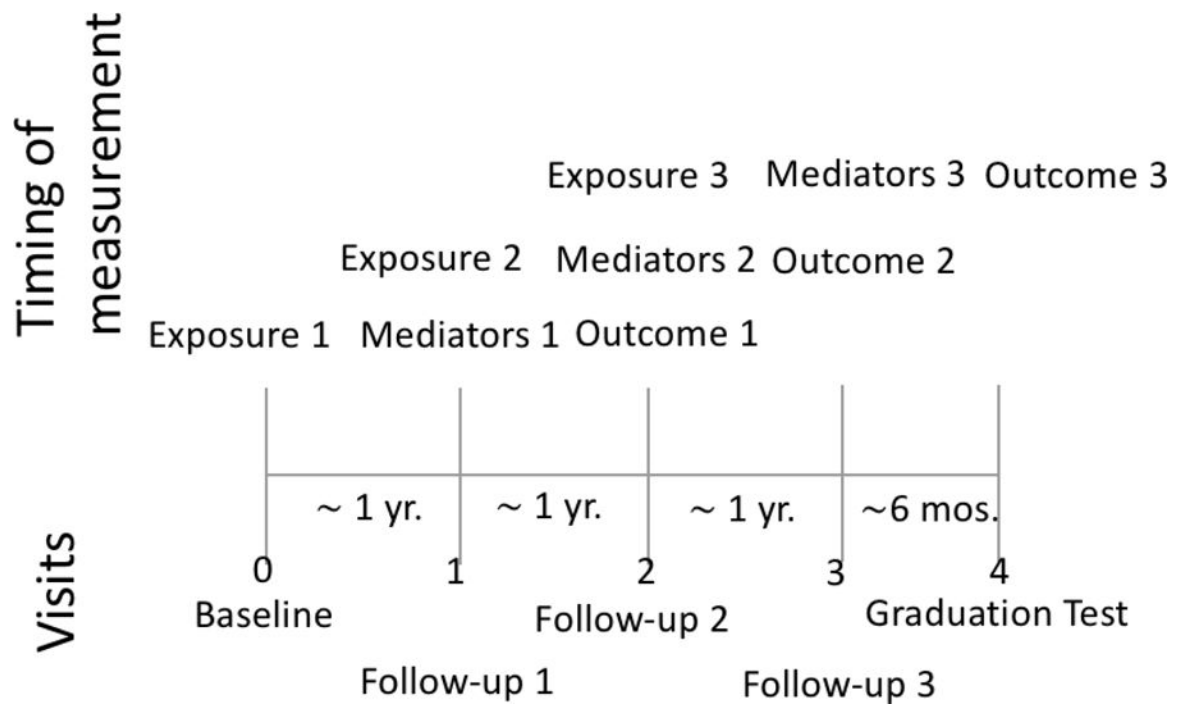 Timing of
measurement
Exposure 3 Mediators 3 Outcome 3
Exposure 2 Mediators 2 Outcome 2
Exposure 1 Mediators 1 Outcome 1
~ 1 yr. ~ 1 yr. ~ 1 yr. ~6 mos.
Visits
0 1 2 3 4
Baseline Follow-up 2 Graduation Test
Follow-up 1 Follow-up 3